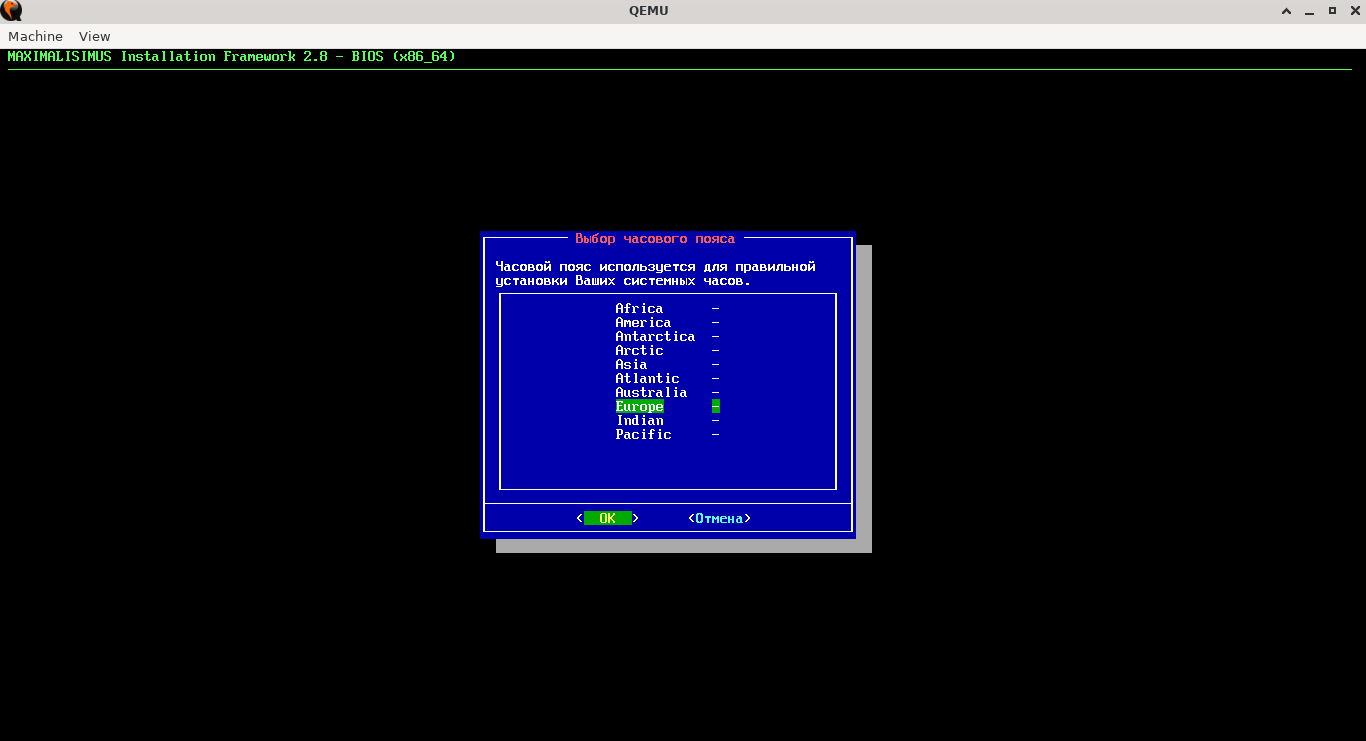 QEMU
Machine View
MAXIMALISIMUS Installation Framework 2.8 - BIOS (x86_64)
Выбор часового пояса
Часовой пояс используется для правильной
установки Ваших системных часов.
Africa -
America -
Antarctica -
Arctic -
Asia -
Atlantic -
Australia -
Europe -
Indian -
Pacific -
< OK > <Отмена>